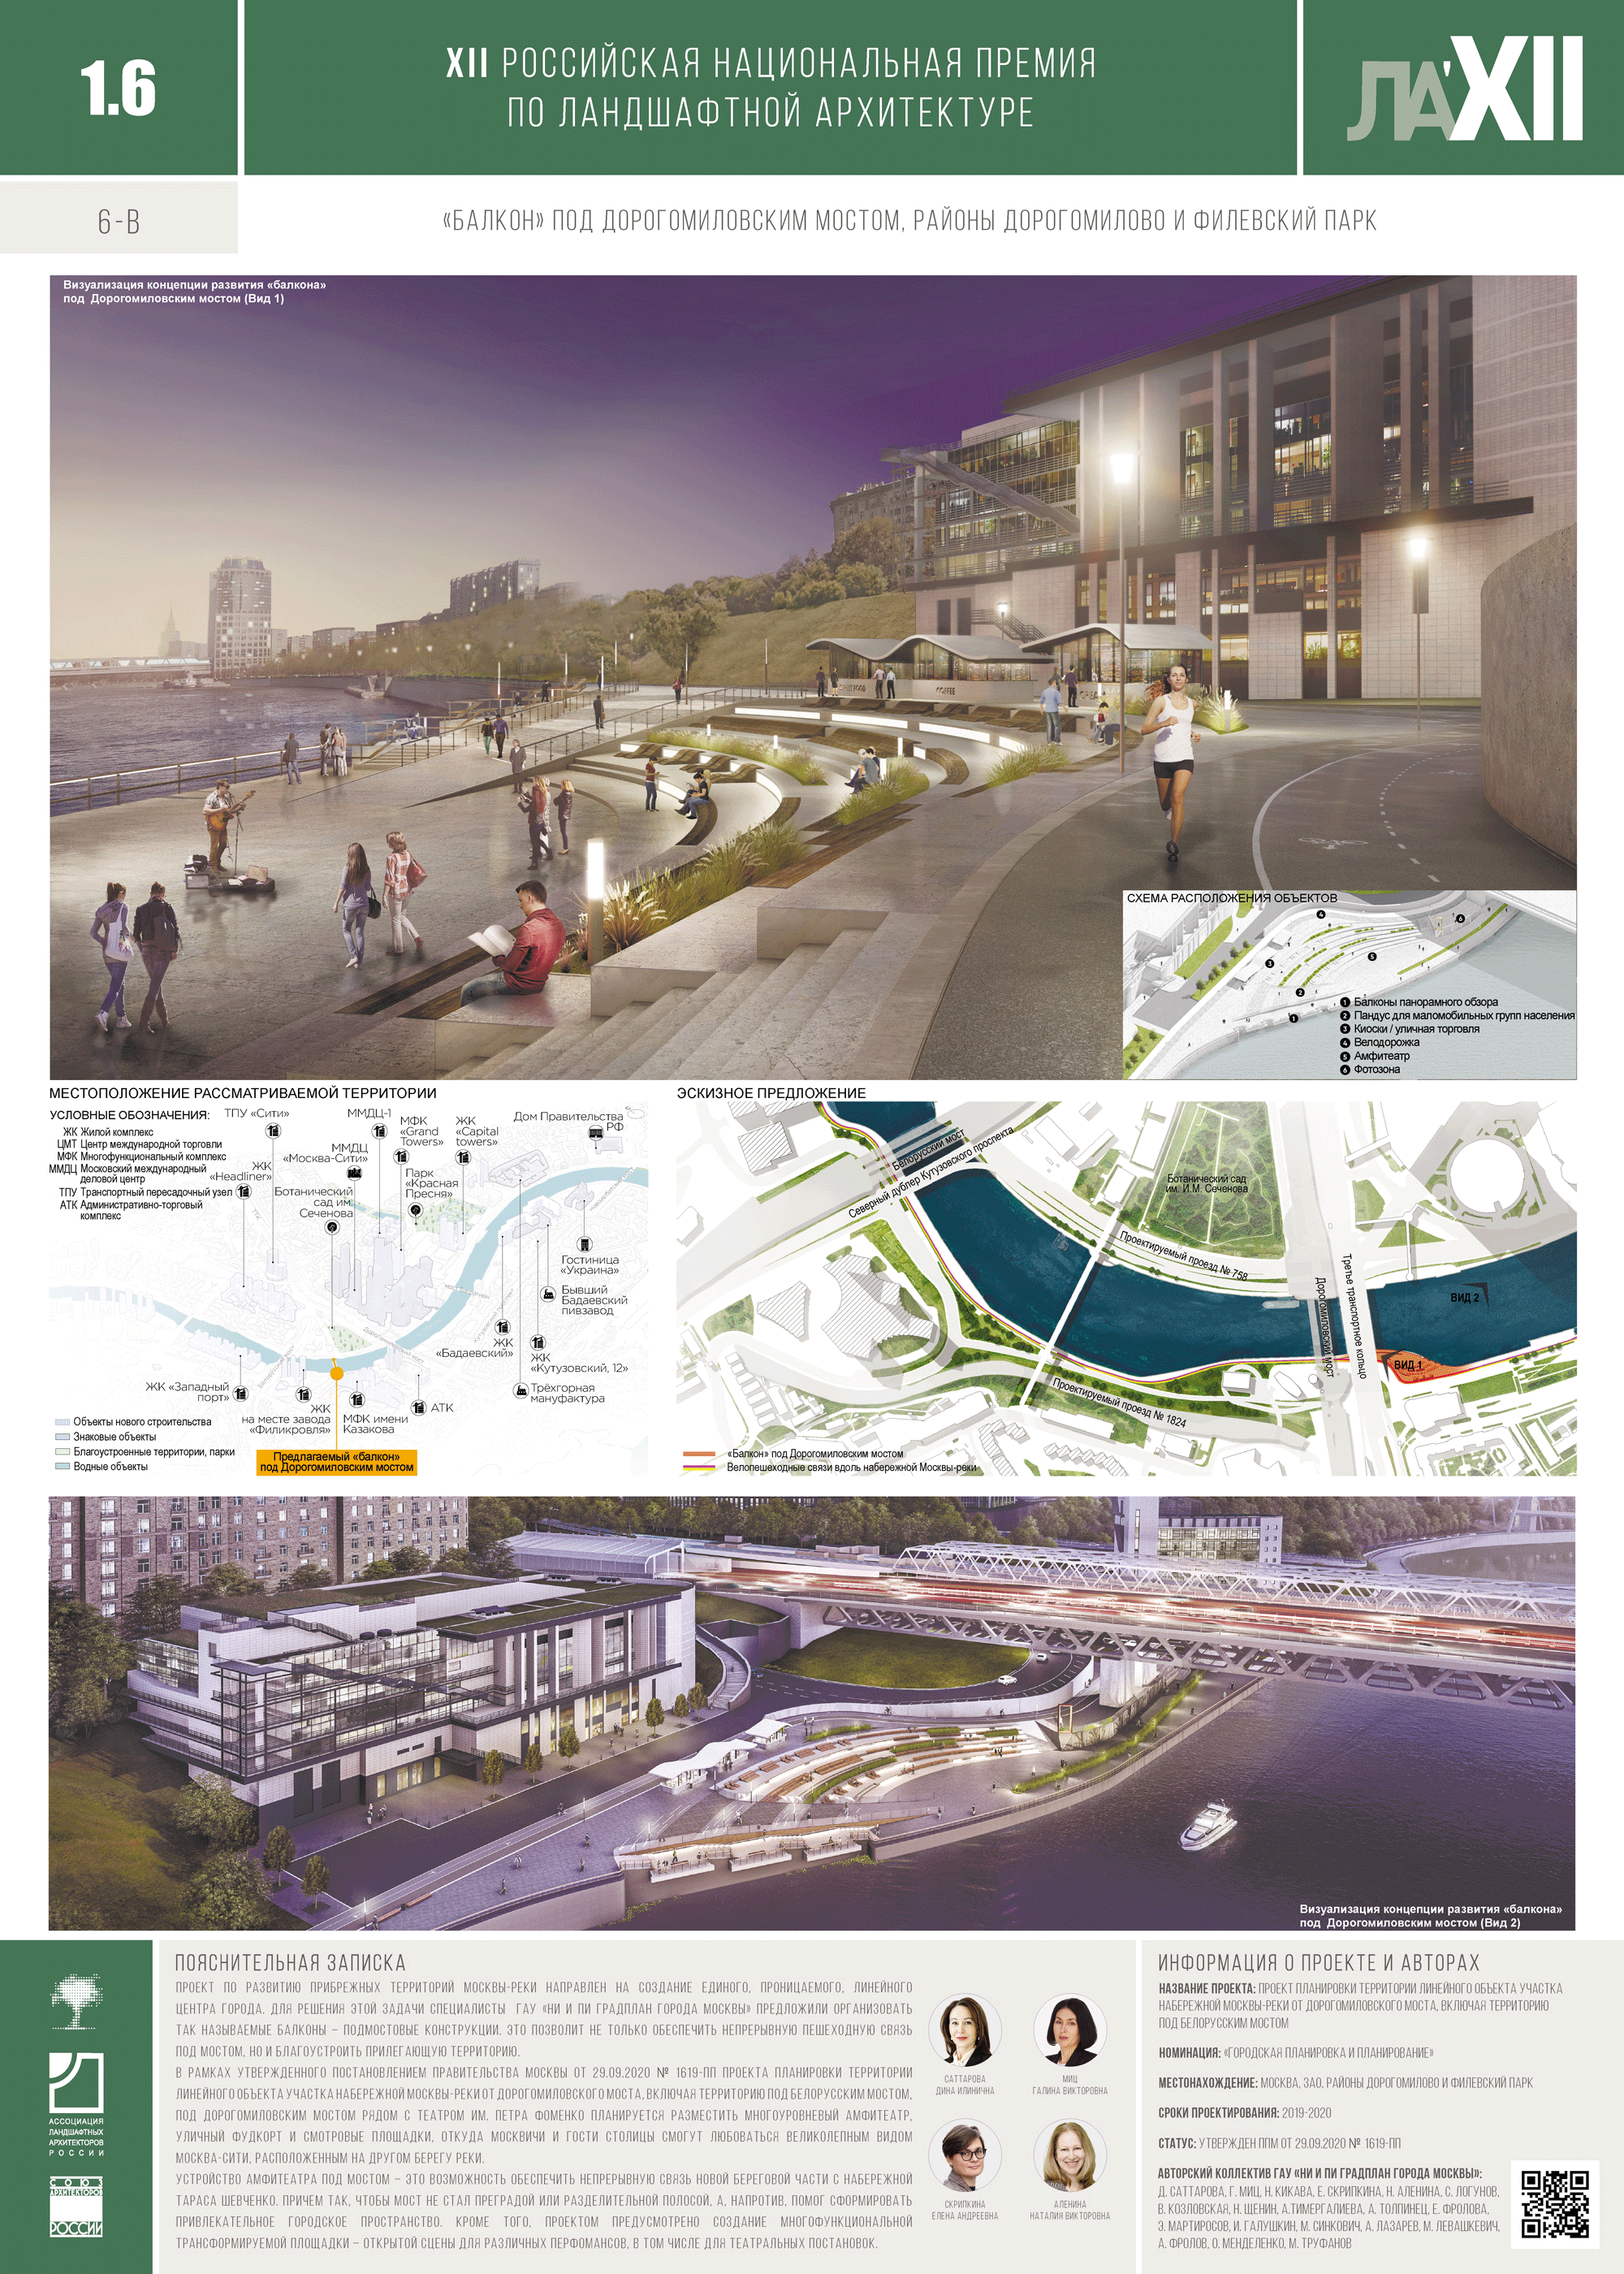 1.6
XII РОССИЙСКАЯ НАЦИОНАЛЬНАЯ ПРЕМИЯ
ПО ЛАНДШАФТНОЙ АРХИТЕКТУРЕ
ЛА'XII
6-В
«БАЛКОН» ПОД ДОРОГОМИЛОВСКИМ МОСТОМ, РАЙОНЫ ДОРОГОМИЛОВО И ФИЛЕВСКИЙ ПАРК
Визуализация концепции развития «балкона»
под Дорогомиловским мостом (Вид 1)
COFFEE
СХЕМА РАСПОЛОЖЕНИЯ ОБЪЕКТОВ
4
6
5
3
2
1
1 Балконы панорамного обзора
2 Пандус для маломобильных групп населения
3 Киоски / уличная торговля
4 Велодорожка
5 Амфитеатр
6 Фотозона
МЕСТОПОЛОЖЕНИЕ РАССМАТРИВАЕМОЙ ТЕРРИТОРИИ
УСЛОВНЫЕ ОБОЗНАЧЕНИЯ:
ЖК Жилой комплекс
ЦМТ Центр международной торговли
МФК Многофункциональный комплекс
ММДЦ Московский международный
деловой центр
ТПУ Транспортный пересадочный узел
АТК Административно-торговый
комплекс
ТПУ «Сити»
ММДЦ-1
МФК
«Grand
Towers»
ЖК
«Capital
towers»
Дом Правительства
РФ
ММДЦ
«Москва-Сити»
ЖК
«Headliner»
Парк
«Красная
Пресня»
Ботанический
сад им.
Сеченова
Гостиница
«Украина»
Бывший
Бадаевский
пивзавод
ЖК
«Бадаевский»
ЖК
«Кутузовский, 12»
Трёхгорная
мануфактура
ЖК «Западный
порт»
ЖК
на месте завода
«Филикровля»
МФК имени
Казакова
АТК
Объекты нового строительства
Знаковые объекты
Благоустроенные территории, парки
Водные объекты
Предлагаемый «балкон»
под Дорогомиловским мостом
ЭСКИЗНОЕ ПРЕДЛОЖЕНИЕ
Белорусский мост
Северный дублер Кутузовского проспекта
Ботанический сад
им. И.М. Сеченова
Проектируемый проезд № 758
Дорогомиловский мост
Третье транспортное кольцо
ВИД 2
ВИД 1
Проектируемый проезд № 1824
«Балкон» под Дорогомиловским мостом
Велопешеходные связи вдоль набережной Москвы-реки
Визуализация концепции развития «балкона»
под Дорогомиловским мостом (Вид 2)
АССОЦИАЦИЯ
ЛАНДШАФТНЫХ
АРХИТЕКТОРОВ
РОССИИ
СОЮЗ
АРХИТЕКТОРОВ
РОССИИ
ПОЯСНИТЕЛЬНАЯ ЗАПИСКА
ПРОЕКТ ПО РАЗВИТИЮ ПРИБРЕЖНЫХ ТЕРРИТОРИЙ МОСКВЫ-РЕКИ НАПРАВЛЕН НА СОЗДАНИЕ ЕДИНОГО, ПРОНИЦАЕМОГО, ЛИНЕЙНОГО
ЦЕНТРА ГОРОДА. ДЛЯ РЕШЕНИЯ ЭТОЙ ЗАДАЧИ СПЕЦИАЛИСТЫ ГАУ «НИ И ПИ ГРАДПЛАН ГОРОДА МОСКВЫ» ПРЕДЛОЖИЛИ ОРГАНИЗОВАТЬ
ТАК НАЗЫВАЕМЫЕ БАЛКОНЫ – ПОДМОСТОВЫЕ КОНСТРУКЦИИ. ЭТО ПОЗВОЛИТ НЕ ТОЛЬКО ОБЕСПЕЧИТЬ НЕПРЕРЫВНУЮ ПЕШЕХОДНУЮ СВЯЗЬ
ПОД МОСТОМ, НО И БЛАГОУСТРОИТЬ ПРИЛЕГАЮЩУЮ ТЕРРИТОРИЮ.
В РАМКАХ УТВЕРЖДЕННОГО ПОСТАНОВЛЕНИЕМ ПРАВИТЕЛЬСТВА МОСКВЫ ОТ 29.09.2020 № 1619-ПП ПРОЕКТА ПЛАНИРОВКИ ТЕРРИТОРИИ
ЛИНЕЙНОГО ОБЪЕКТА УЧАСТКА НАБЕРЕЖНОЙ МОСКВЫ-РЕКИ ОТ ДОРОГОМИЛОВСКОГО МОСТА, ВКЛЮЧАЯ ТЕРРИТОРИЮ ПОД БЕЛОРУССКИМ МОСТОМ,
ПОД ДОРОГОМИЛОВСКИМ МОСТОМ РЯДОМ С ТЕАТРОМ ИМ. ПЕТРА ФОМЕНКО ПЛАНИРУЕТСЯ РАЗМЕСТИТЬ МНОГОУРОВНЕВЫЙ АМФИТЕАТР,
УЛИЧНЫЙ ФУДКОРТ И СМОТРОВЫЕ ПЛОЩАДКИ, ОТКУДА МОСКВИЧИ И ГОСТИ СТОЛИЦЫ СМОГУТ ЛЮБОВАТЬСЯ ВЕЛИКОЛЕПНЫМ ВИДОМ
МОСКВА-СИТИ, РАСПОЛОЖЕННЫМ НА ДРУГОМ БЕРЕГУ РЕКИ.
УСТРОЙСТВО АМФИТЕАТРА ПОД МОСТОМ – ЭТО ВОЗМОЖНОСТЬ ОБЕСПЕЧИТЬ НЕПРЕРЫВНУЮ СВЯЗЬ НОВОЙ БЕРЕГОВОЙ ЧАСТИ С НАБЕРЕЖНОЙ
ТАРАСА ШЕВЧЕНКО. ПРИЧЕМ ТАК, ЧТОБЫ МОСТ НЕ СТАЛ ПРЕГРАДОЙ ИЛИ РАЗДЕЛИТЕЛЬНОЙ ПОЛОСОЙ, А, НАПРОТИВ, ПОМОГ СФОРМИРОВАТЬ
ПРИВЛЕКАТЕЛЬНОЕ ГОРОДСКОЕ ПРОСТРАНСТВО. КРОМЕ ТОГО, ПРОЕКТОМ ПРЕДУСМОТРЕНО СОЗДАНИЕ МНОГОФУНКЦИОНАЛЬНОЙ
ТРАНСФОРМИРУЕМОЙ ПЛОЩАДКИ – ОТКРЫТОЙ СЦЕНЫ ДЛЯ РАЗЛИЧНЫХ ПЕРФОМАНСОВ, В ТОМ ЧИСЛЕ ДЛЯ ТЕАТРАЛЬНЫХ ПОСТАНОВОК.
САТТАРОВА
ДИНА ИЛИНИЧНА
МИЦ
ГАЛИНА ВИКТОРОВНА
СКРИПКИНА
ЕЛЕНА АНДРЕЕВНА
АЛЕНИНА
НАТАЛИЯ ВИКТОРОВНА
ИНФОРМАЦИЯ О ПРОЕКТЕ И АВТОРАХ
НАЗВАНИЕ ПРОЕКТА: ПРОЕКТ ПЛАНИРОВКИ ТЕРРИТОРИИ ЛИНЕЙНОГО ОБЪЕКТА УЧАСТКА
НАБЕРЕЖНОЙ МОСКВЫ-РЕКИ ОТ ДОРОГОМИЛОВСКОГО МОСТА, ВКЛЮЧАЯ ТЕРРИТОРИЮ
ПОД БЕЛОРУССКИМ МОСТОМ
НОМИНАЦИЯ: «ГОРОДСКАЯ ПЛАНИРОВКА И ПЛАНИРОВАНИЕ»
МЕСТОНАХОЖДЕНИЕ: МОСКВА, ЗАО, РАЙОНЫ ДОРОГОМИЛОВО И ФИЛЕВСКИЙ ПАРК
СРОКИ ПРОЕКТИРОВАНИЯ: 2019-2020
СТАТУС: УТВЕРЖДЕН ППМ ОТ 29.09.2020 № 1619-ПП
АВТОРСКИЙ КОЛЛЕКТИВ ГАУ «НИ И ПИ ГРАДПЛАН ГОРОДА МОСКВЫ»:
Д. САТТАРОВА, Г. МИЦ, Н. КИКАВА, Е. СКРИПКИНА, Н. АЛЕНИНА, С. ЛОГУНОВ,
В. КОЗЛОВСКАЯ, Н. ЩЕНИН, А.ТИМЕРГАЛИЕВА, А. ТОЛПИНЕЦ, Е. ФРОЛОВА,
Э. МАРТИРОСОВ, И. ГАЛУШКИН, М. СИНКОВИЧ, А. ЛАЗАРЕВ, М. ЛЕВАШКЕВИЧ,
А. ФРОЛОВ, О. МЕНДЕЛЕНКО, М. ТРУФАНОВ